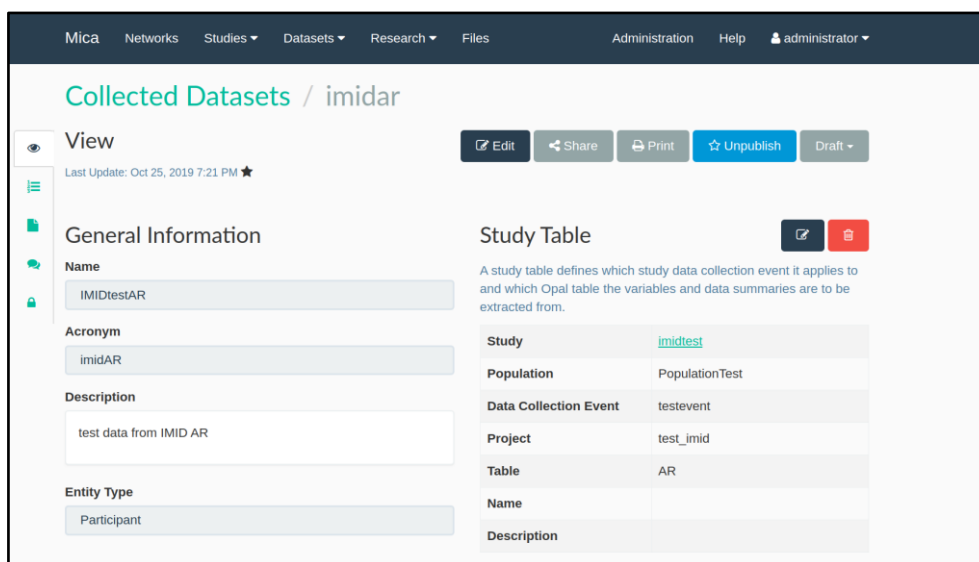 Mica Networks Studies Datasets Research Files Administration Help administrator
Collected Datasets / imidar
View
Edit Share Print Unpublish Draft
Last Update: Oct 25, 2019 7:21 PM
General Information
Name
IMIDtestAR
Acronym
imidAR
Description
test data from IMID AR
Entity Type
Participant
Study Table
A study table defines which study data collection event it applies to
and which Opal table the variables and data summaries are to be
extracted from.
Study imidtest
Population PopulationTest
Data Collection Event testevent
Project test_imid
Table AR
Name
Description